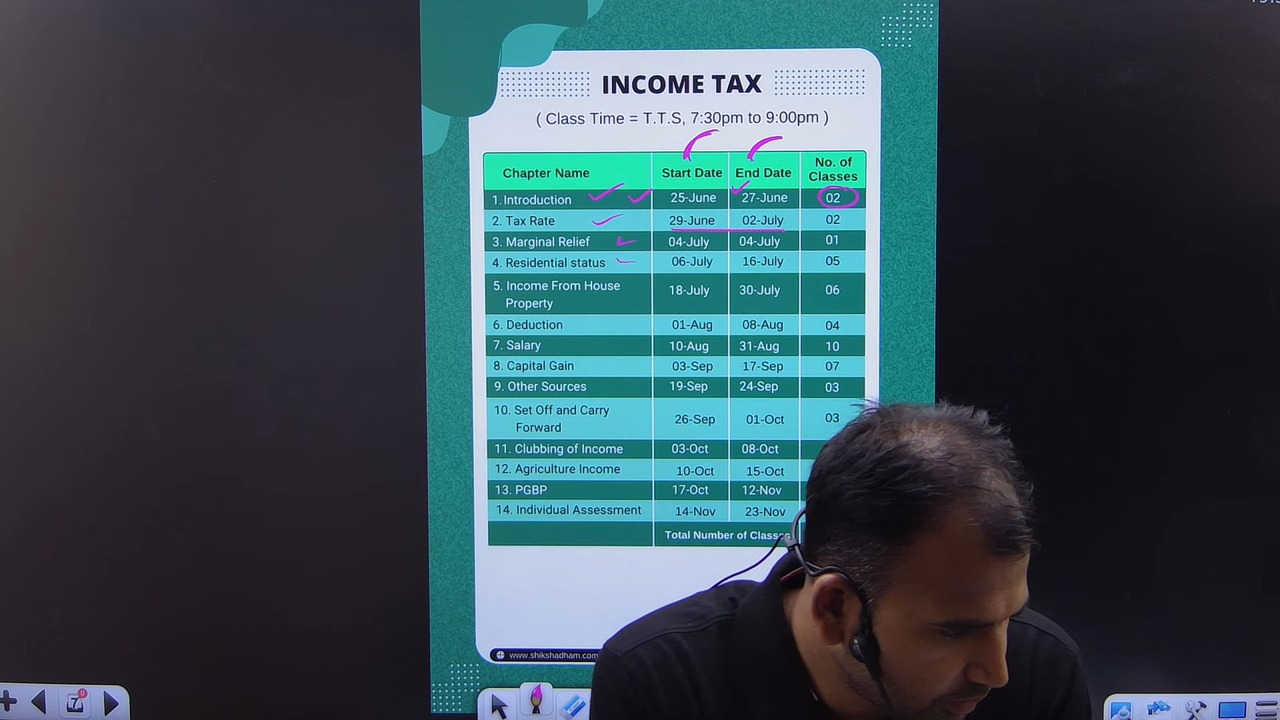 INCOME TAX
( Class Time = T.T.S, 7:30pm to 9:00pm )
Chapter Name Start Date End Date No. of Classes
1. Introduction 25-June 27-June 02
2. Tax Rate 29-June 02-July 02
3. Marginal Relief 04-July 04-July 01
4. Residential status 06-July 16-July 05
5. Income From House Property 18-July 30-July 06
6. Deduction 01-Aug 08-Aug 04
7. Salary 10-Aug 31-Aug 10
8. Capital Gain 03-Sep 17-Sep 07
9. Other Sources 19-Sep 24-Sep 03
10. Set Off and Carry Forward 26-Sep 01-Oct 03
11. Clubbing of Income 03-Oct 08-Oct
12. Agriculture Income 10-Oct 15-Oct
13. PGBP 17-Oct 12-Nov
14. Individual Assessment 14-Nov 23-Nov
Total Number of Classes
www.shikshadham.com